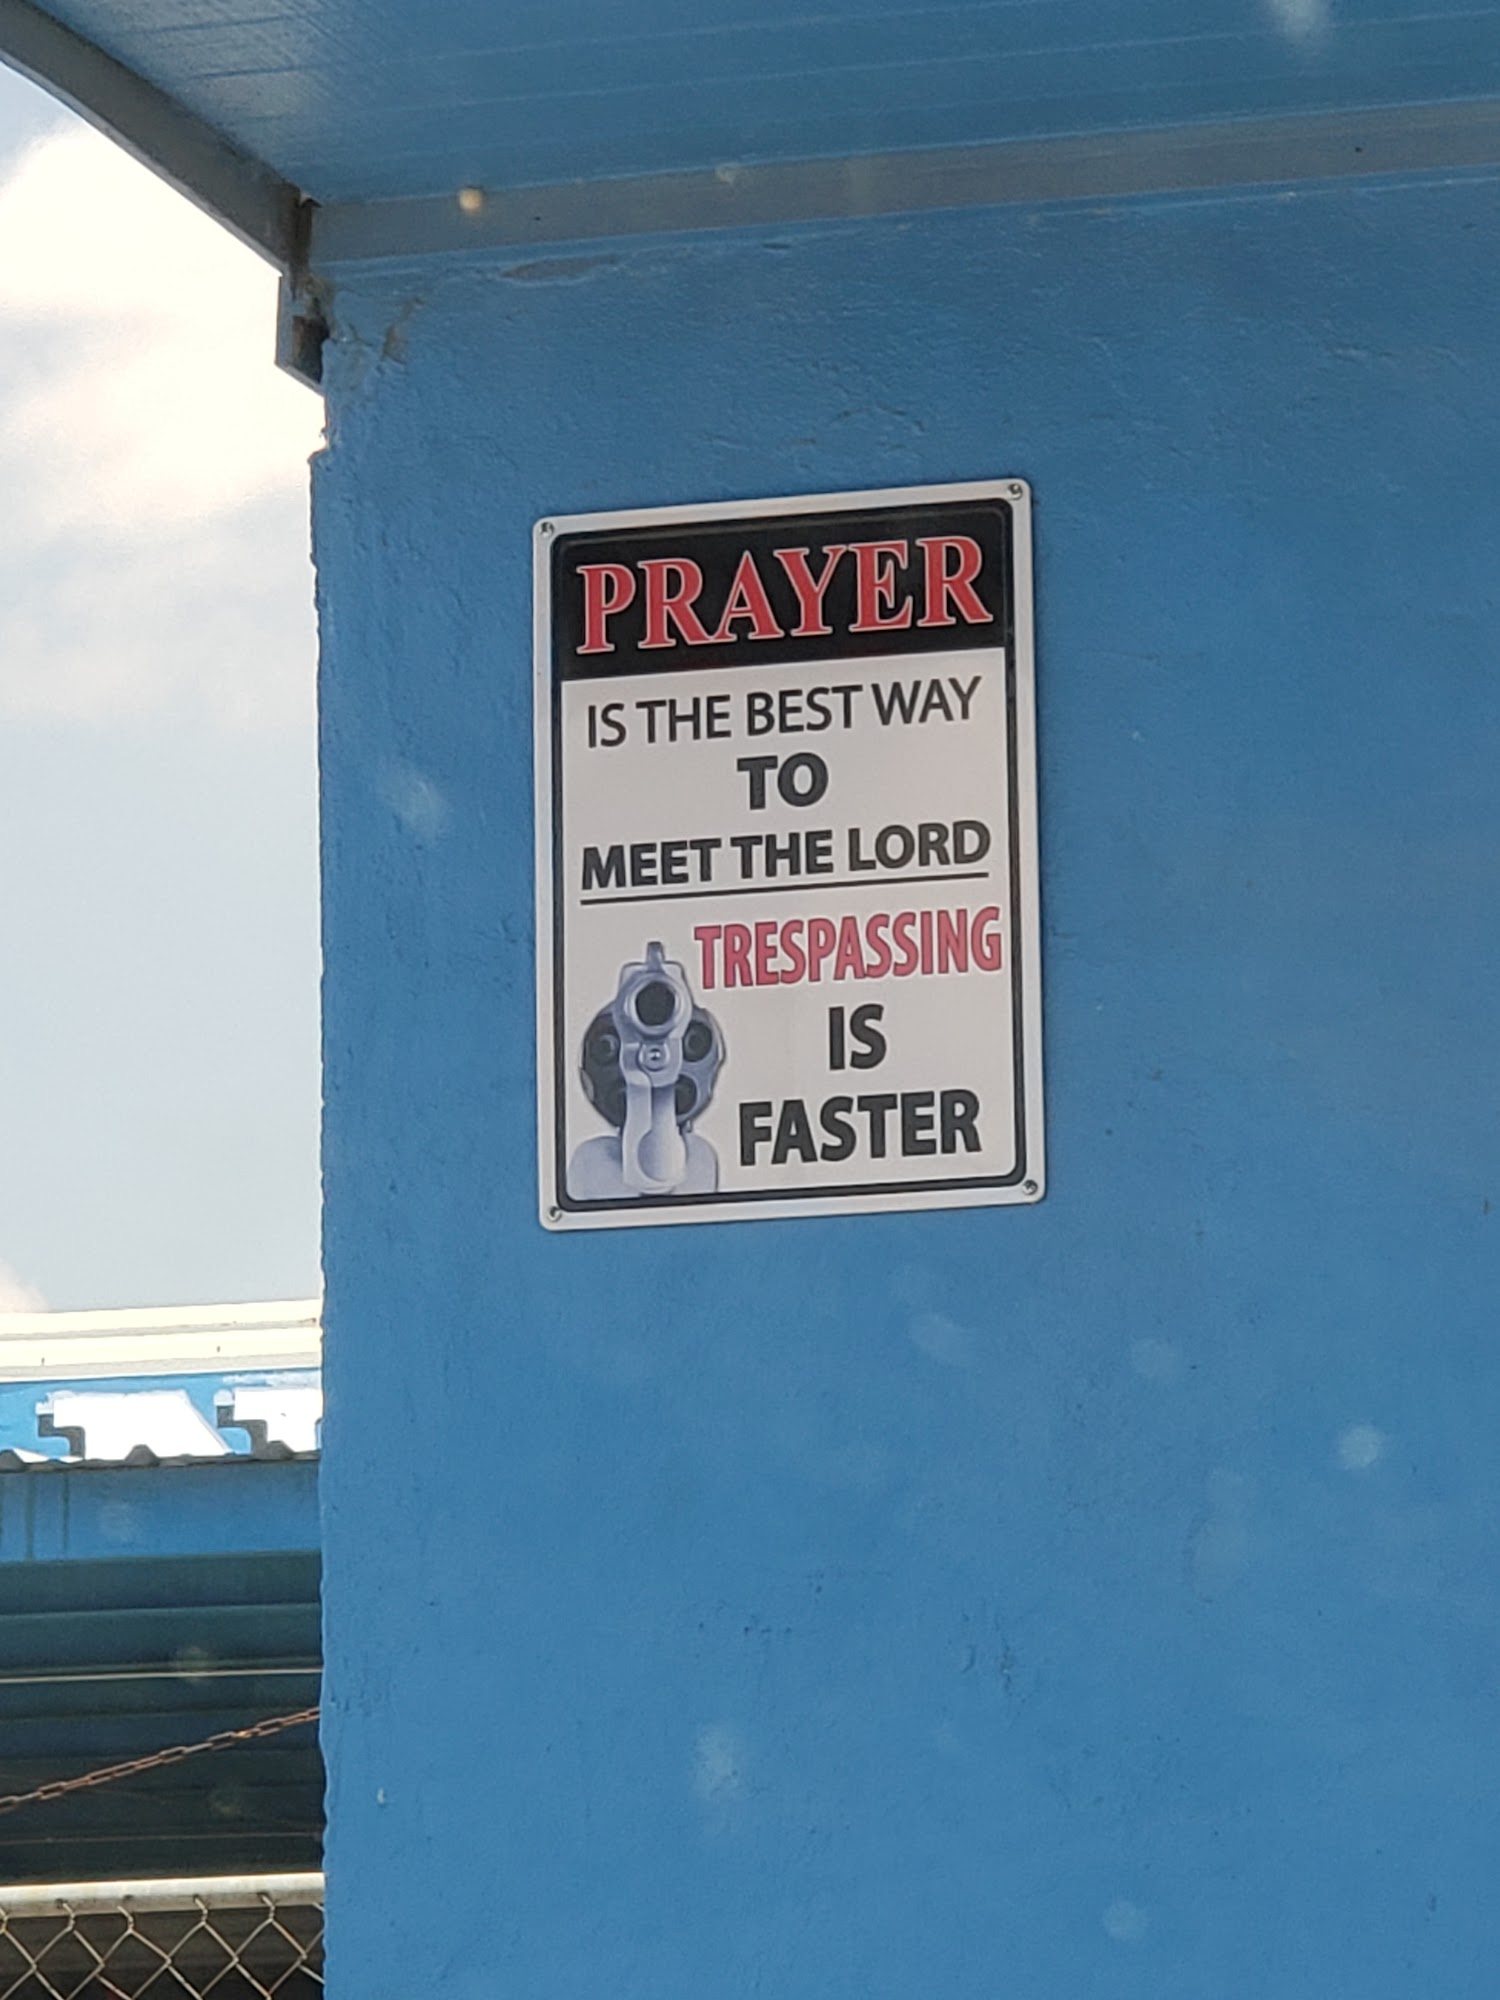 PRAYER
IS THE BEST WAY
TO
MEET THE LORD
TRESPASSING
IS
FASTER